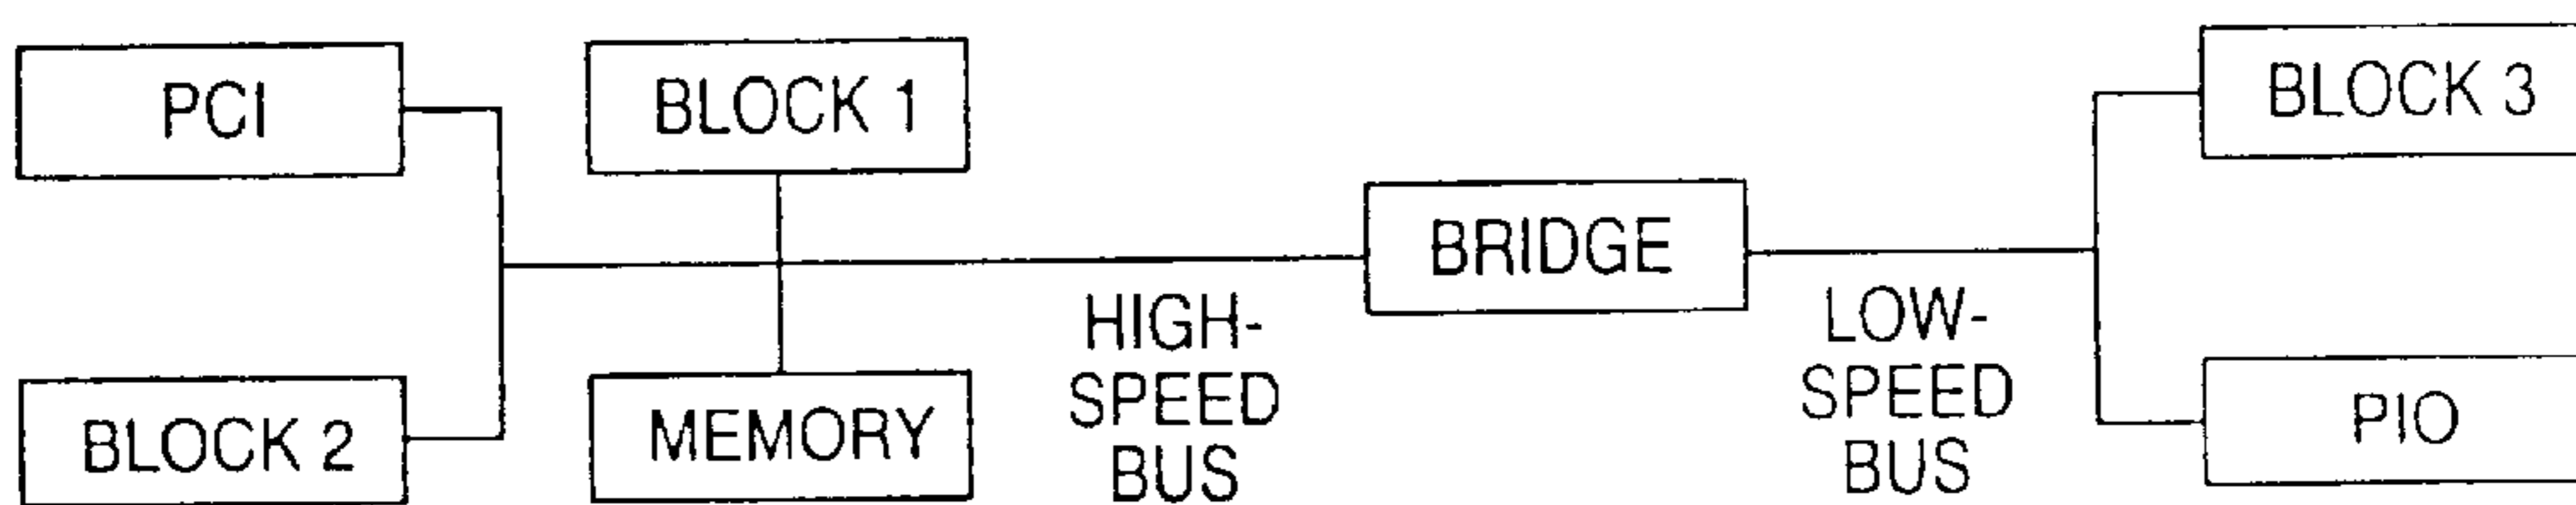 PCI
BLOCK 1
BLOCK 3
BRIDGE
BLOCK 2
MEMORY
HIGH-
SPEED
BUS
LOW-
SPEED
BUS
PIO